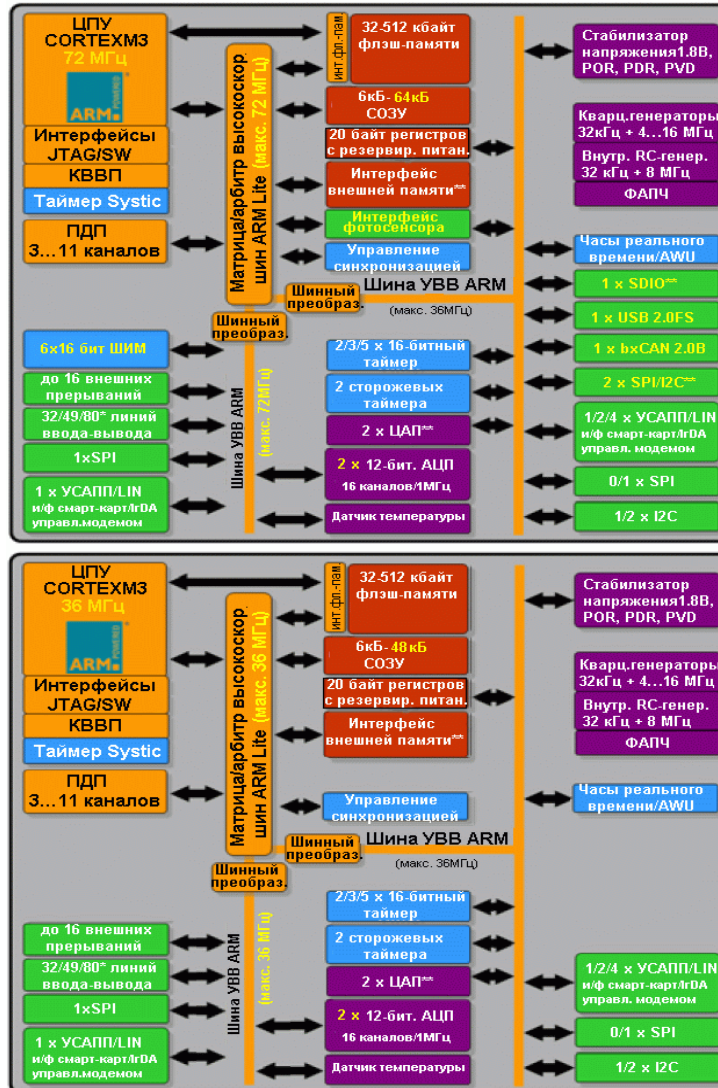 ЦПУ
CORTEXM3
72 МГц
ARM
POWERED
Интерфейсы
JTAG/SW
КВВП
Таймер Systic
ПДП
3...11 каналов
6x16 бит ШИМ
до 16 внешних
прерываний
32/49/80* линий
ввода-вывода
1xSPI
1 x УСАПП/LIN
и/ф смарт-карт/IrDA
управл.модемом
Матрица/арбитр высокоскор.
шин ARM Lite (макс. 72 МГц)
инт.фл.-пам.
32-512 кбайт
флэш-памяти
6кБ-64кБ
СОЗУ
20 байт регистров
с резервир. питан.
Интерфейс
внешней памяти**
Интерфейс
фотосенсора
Управление
синхронизацией
Шинный
преобраз.
Шина УВВ ARM
(макс. 36МГц)
Шинный
преобраз.
Шина УВВ ARM
(макс. 72МГц)
2/3/5 x 16-битный
таймер
2 сторожевых
таймера
2 x ЦАП**
2 x 12-бит. АЦП
16 каналов/1МГц
Датчик температуры
Стабилизатор
напряжения1.8В,
POR, PDR, PVD
Кварц.генераторы
32кГц + 4...16 МГц
Внутр. RC-генер.
32 кГц + 8 МГц
ФАПЧ
Часы реального
времени/AWU
1 x SDIO**
1 x USB 2.0FS
1 x bxCAN 2.0B
2 x SPI/I2C**
1/2/4 x УСАПП/LIN
и/ф смарт-карт/IrDA
управл. модемом
0/1 x SPI
1/2 x I2C
ЦПУ
CORTEXM3
36 МГц
ARM
POWERED
Интерфейсы
JTAG/SW
КВВП
Таймер Systic
ПДП
3...11 каналов
до 16 внешних
прерываний
32/49/80* линий
ввода-вывода
1xSPI
1 x УСАПП/LIN
и/ф смарт-карт/IrDA
управл.модемом
Матрица/арбитр высокоскор.
шин ARM Lite (макс. 36 МГц)
инт.фл.-пам.
32-512 кбайт
флэш-памяти
6кБ-48кБ
СОЗУ
20 байт регистров
с резервир. питан.
Интерфейс
внешней памяти**
Управление
синхронизацией
Шинный
преобраз.
Шина УВВ ARM
(макс. 36МГц)
Шинный
преобраз.
Шина УВВ ARM
(макс. 36 МГц)
2/3/5 x 16-битный
таймер
2 сторожевых
таймера
2 x ЦАП**
2 x 12-бит. АЦП
16 каналов/1МГц
Датчик температуры
Стабилизатор
напряжения1.8В,
POR, PDR, PVD
Кварц.генераторы
32кГц + 4...16 МГц
Внутр. RC-генер.
32 кГц + 8 МГц
ФАПЧ
Часы реального
времени/AWU
1/2/4 x УСАПП/LIN
и/ф смарт-карт/IrDA
управл. модемом
0/1 x SPI
1/2 x I2C